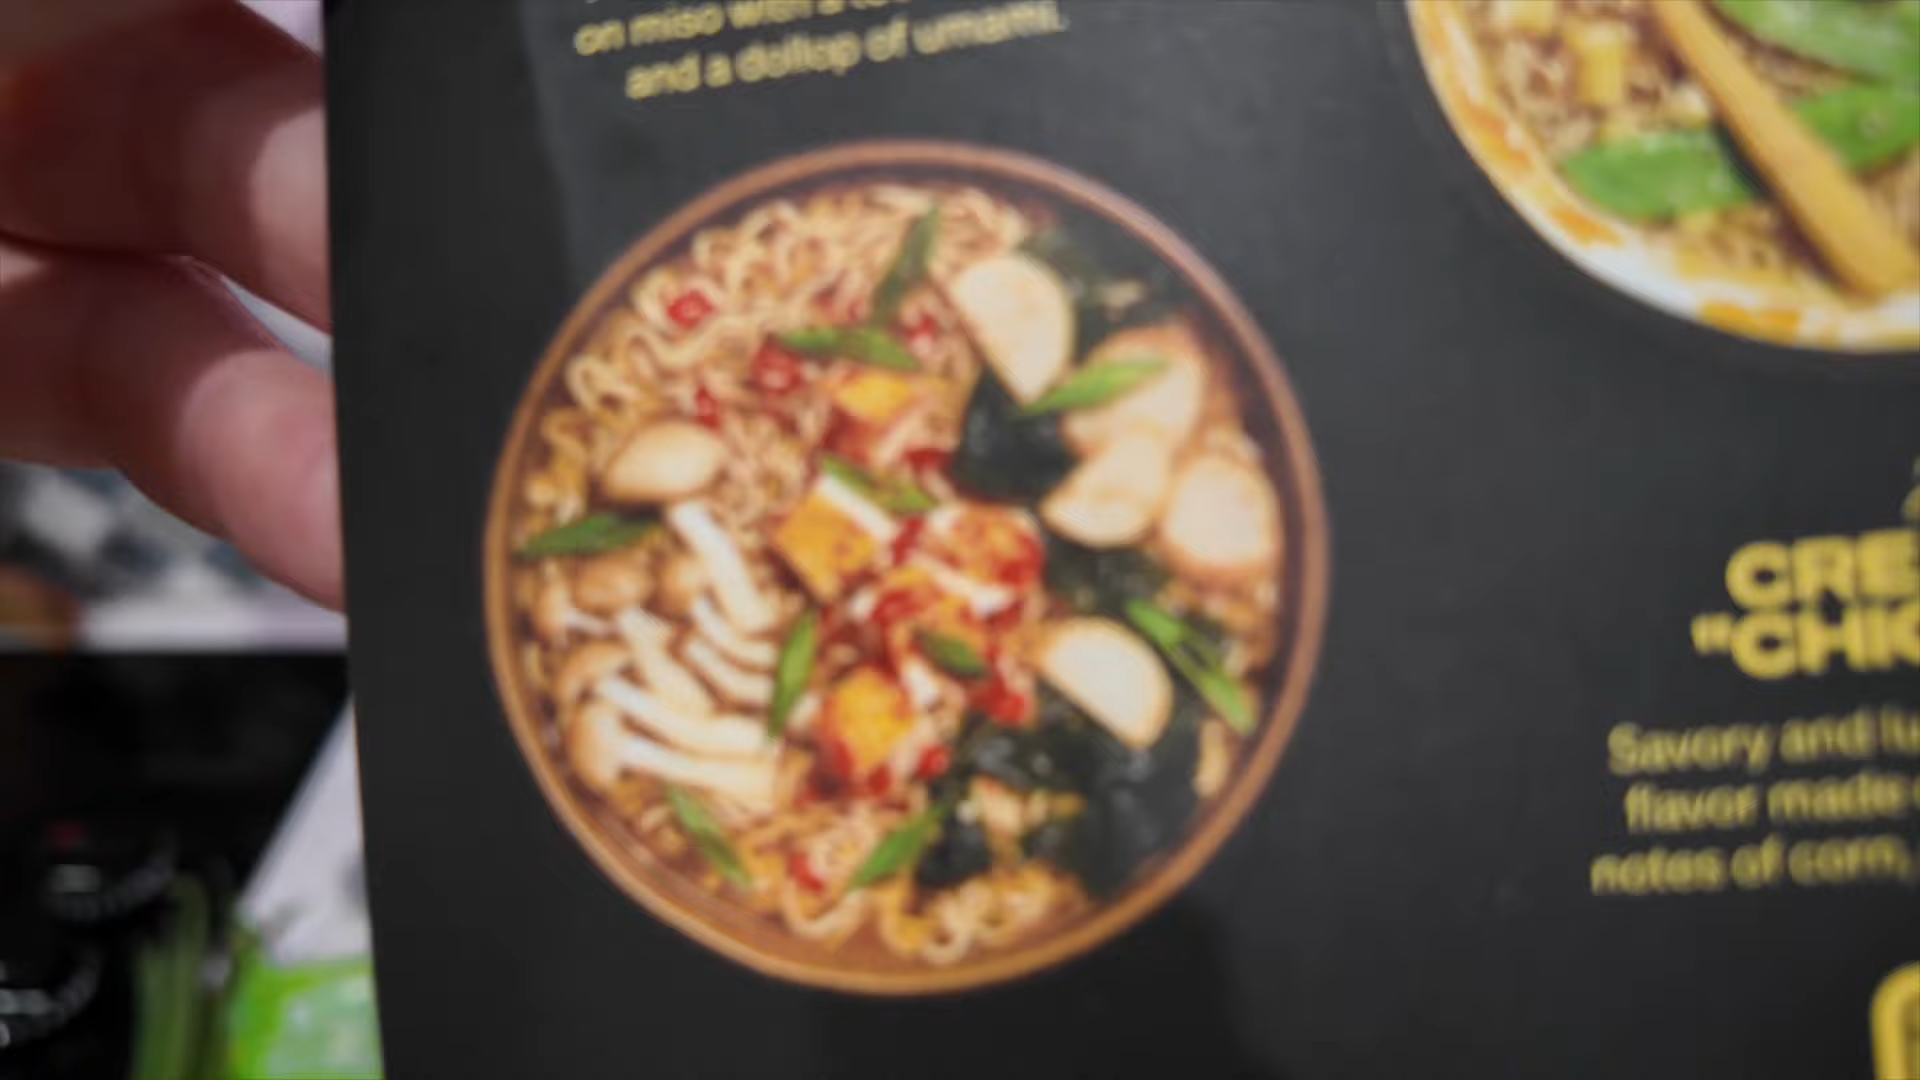 on miso with a
and a dollop of umami.
CRE
"CHIC
Savory and lu
flavor made
notes of corn,